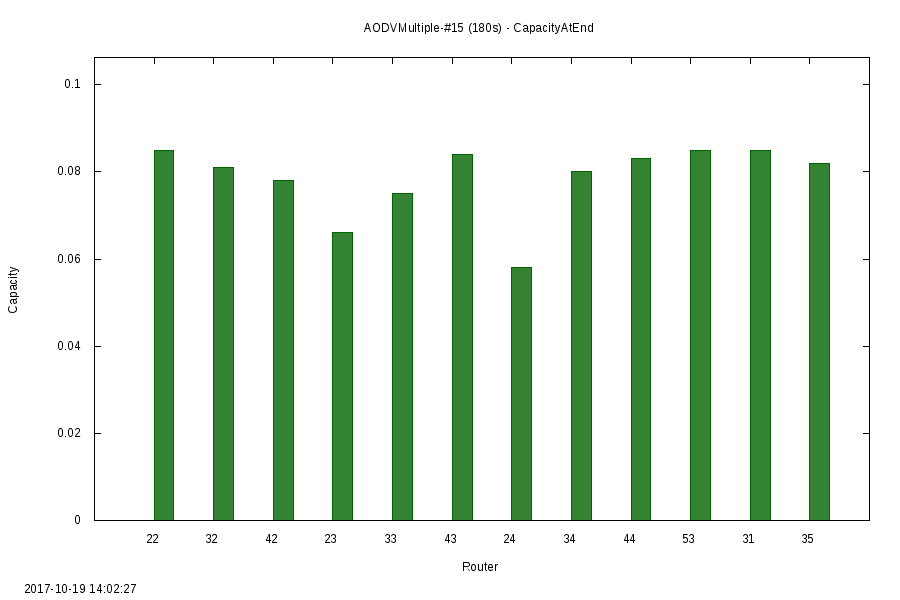 AODVMultiple-#15 (180s) - CapacityAtEnd
0.1
0.08
0.06
0.04
0.02
0
Capacity
22 32 42 23 33 43 24 34 44 53 31 35
Router
2017-10-19 14:02:27